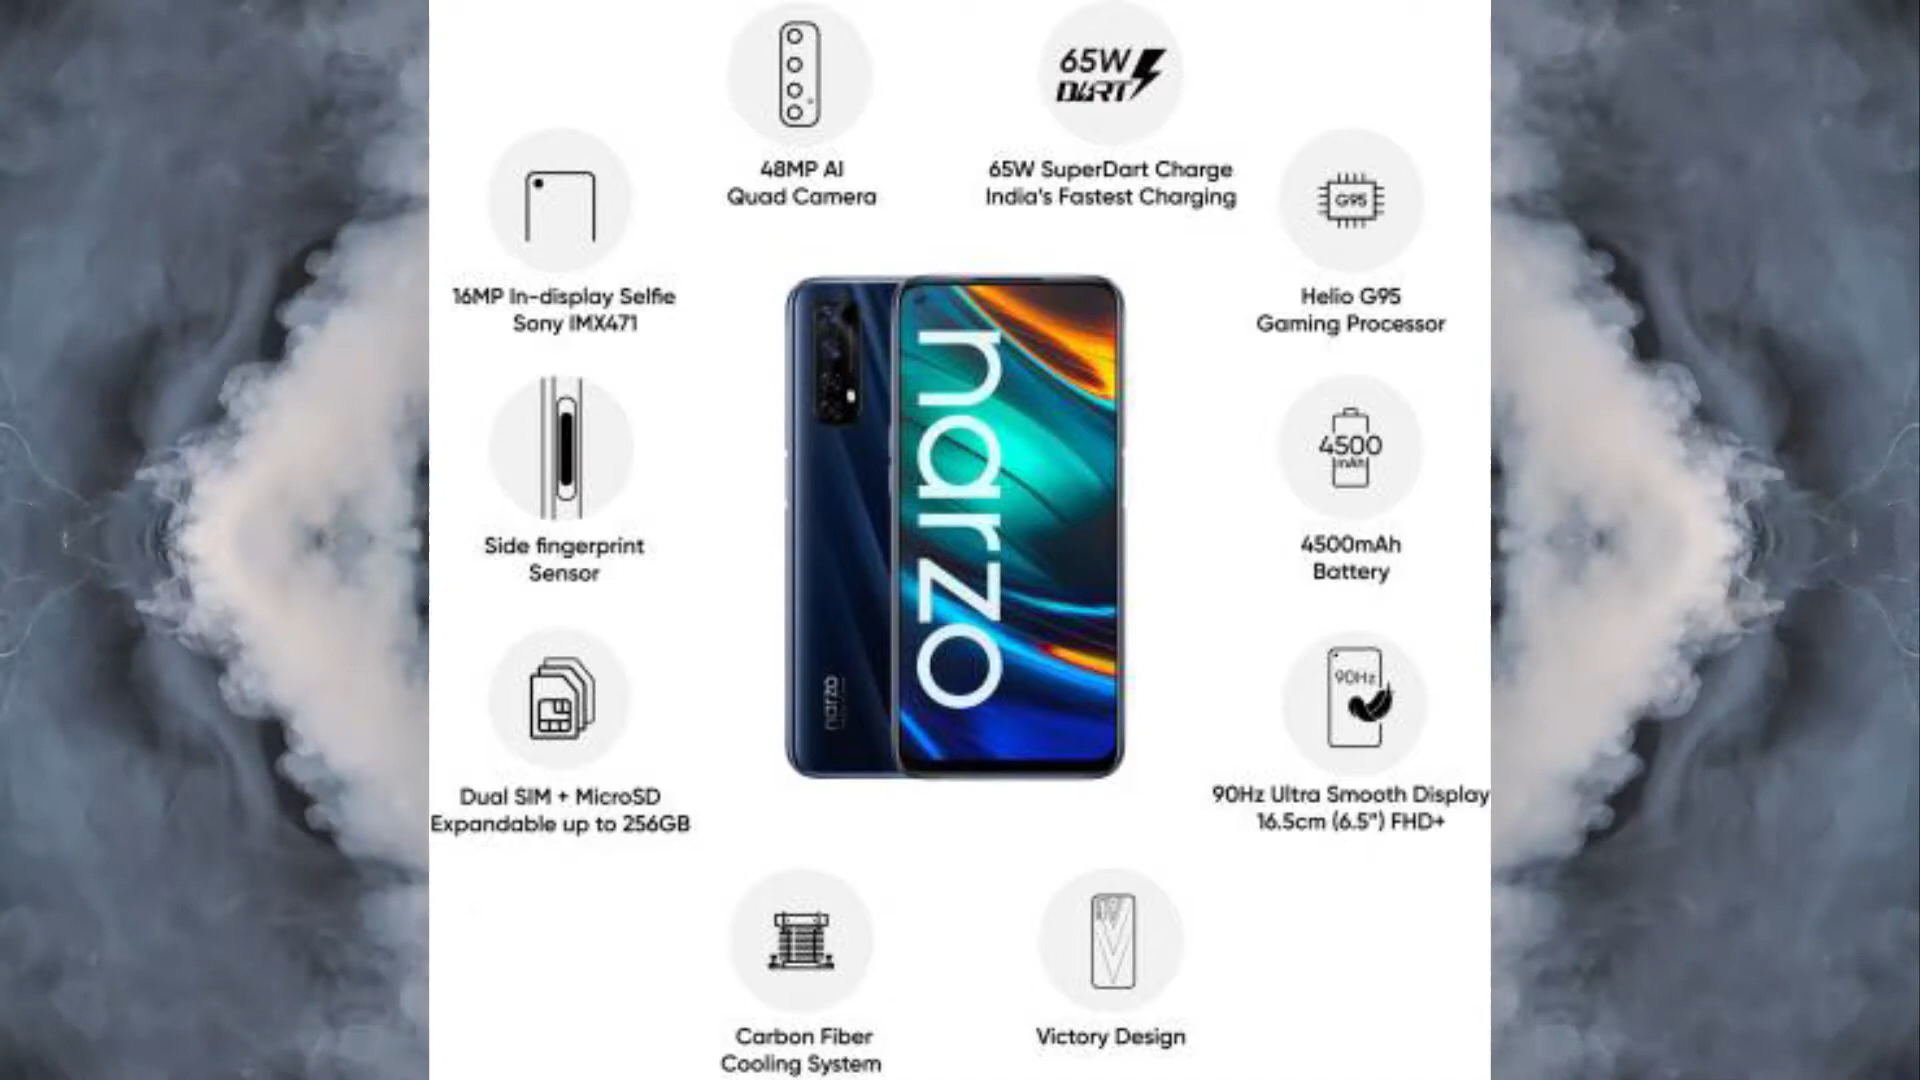 65W
DART
48MP AI
Quad Camera
65W SuperDart Charge
India's Fastest Charging
G95
16MP In-display Selfie
Sony IMX471
Helio G95
Gaming Processor
narzo
4500
mAh
Side fingerprint
Sensor
4500mAh
Battery
90Hz
narzo
Dual SIM + MicroSD
Expandable up to 256GB
90Hz Ultra Smooth Display
16.5cm (6.5") FHD+
Carbon Fiber
Cooling System
Victory Design